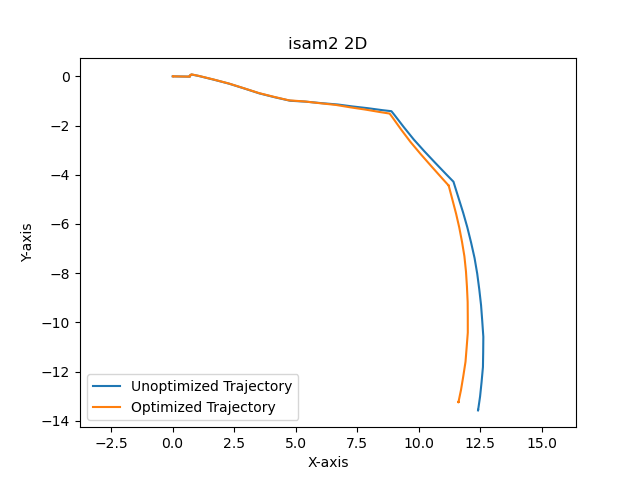 isam2 2D
0
−2
−4
−6
−8
−10
−12
−14
Y-axis
Unoptimized Trajectory
Optimized Trajectory
−2.5 0.0 2.5 5.0 7.5 10.0 12.5 15.0
X-axis